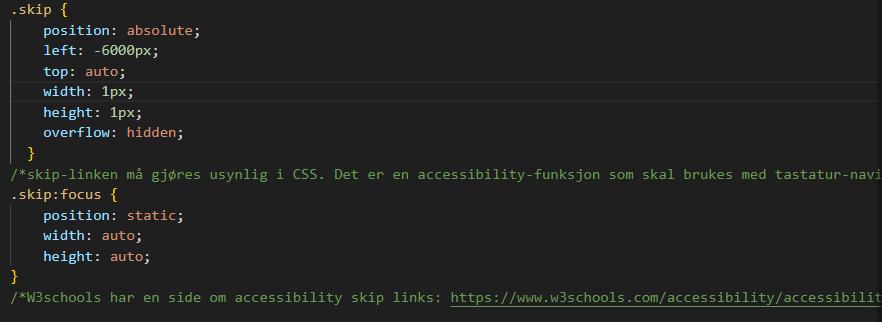 .skip {
position: absolute;
left: -6000px;
top: auto;
width: 1px;
height: 1px;
overflow: hidden;
}
/*skip-linken må gjøres usynlig i CSS. Det er en accessibility-funksjon som skal brukes med tastatur-navi
.skip:focus {
position: static;
width: auto;
height: auto;
}
/*W3schools har en side om accessibility skip links: https://www.w3schools.com/accessibility/accessibilit